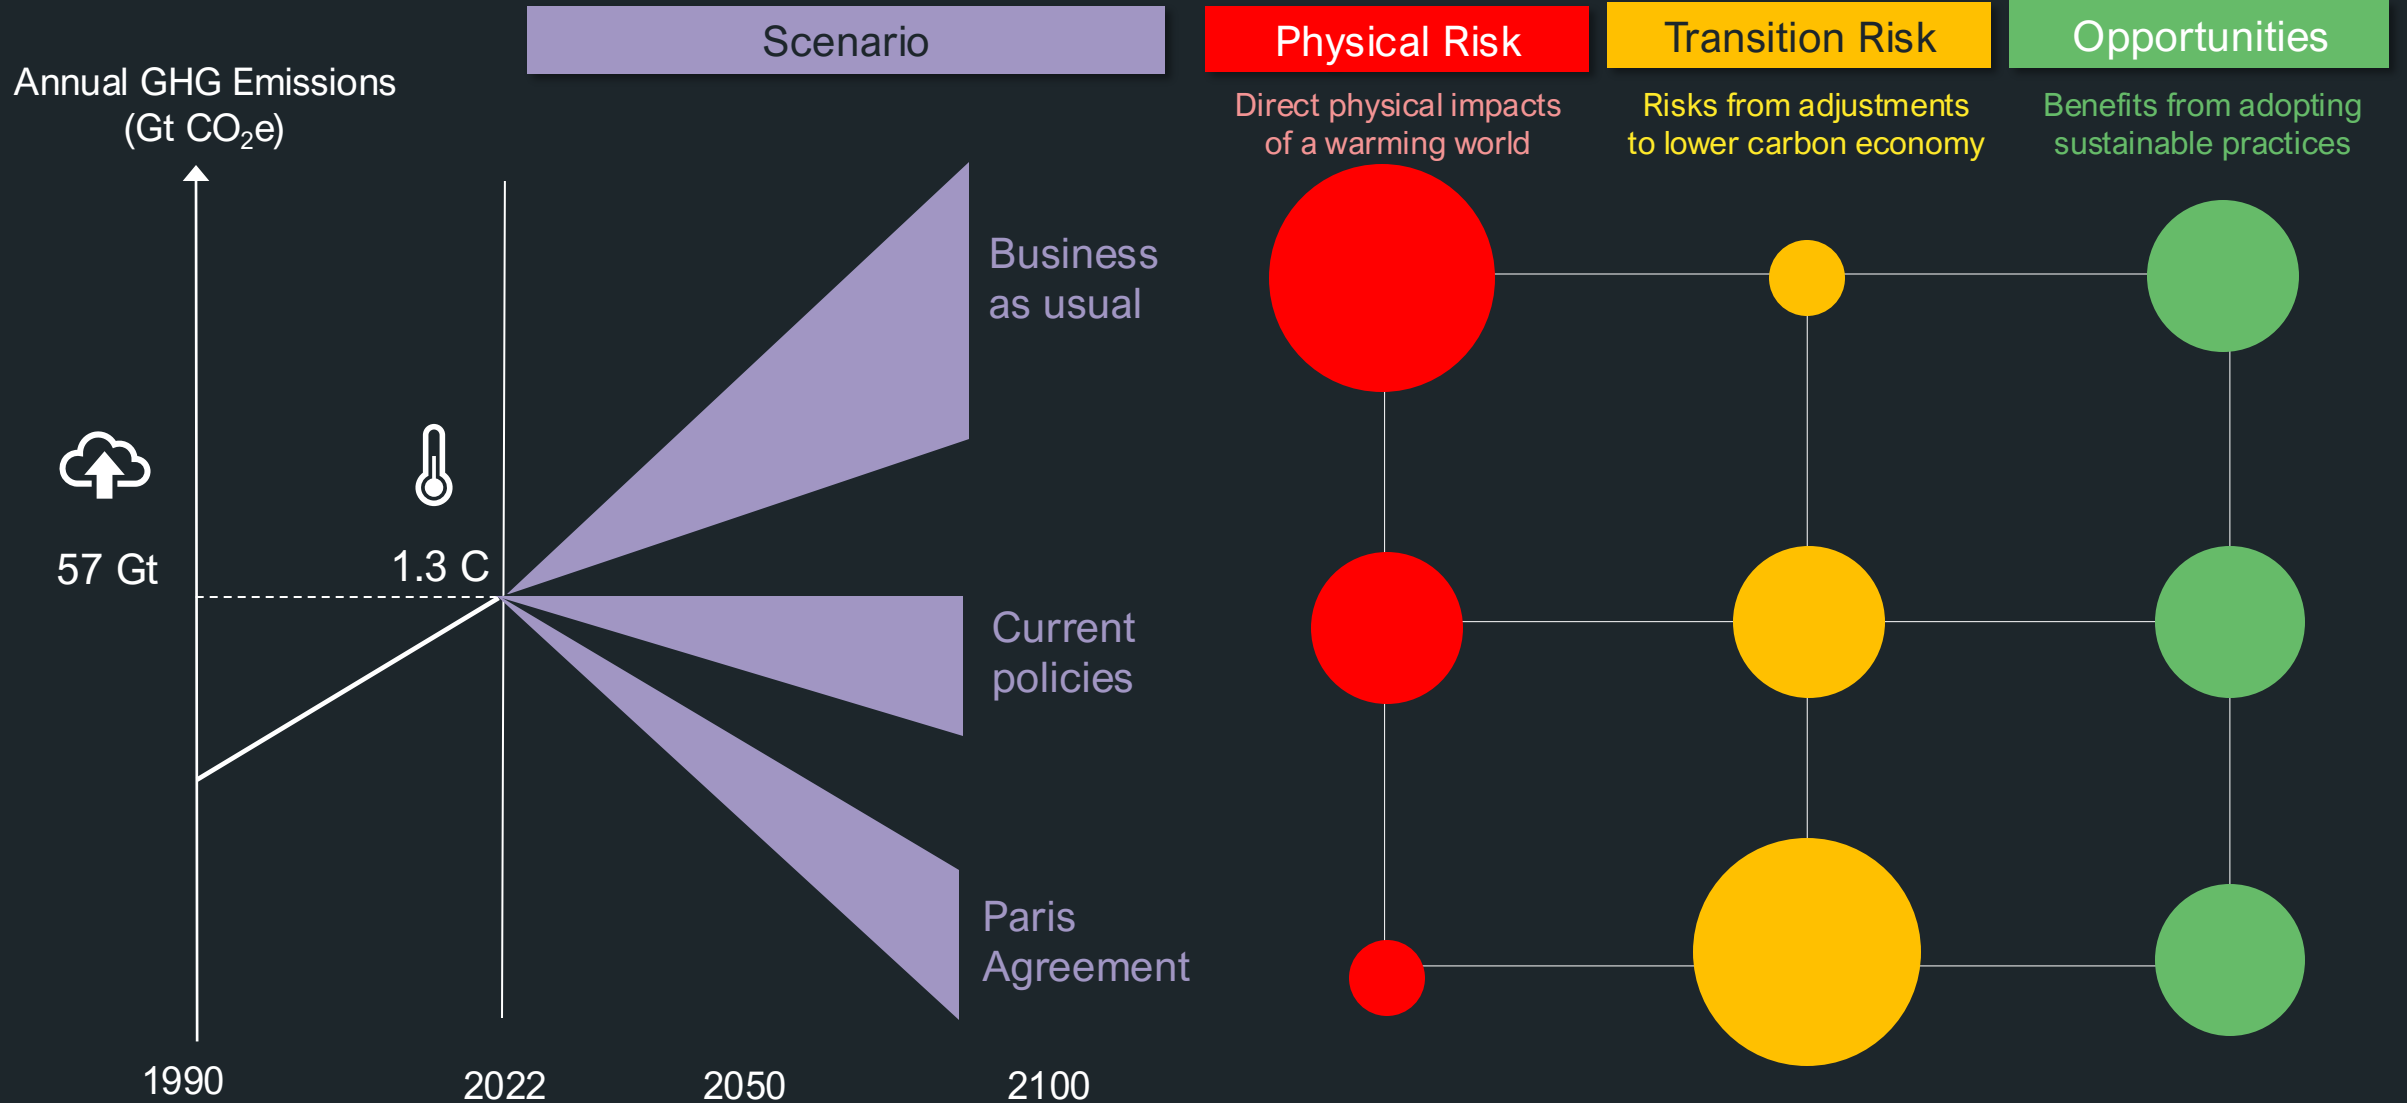 Scenario
Physical Risk
Transition Risk
Opportunities
Annual GHG Emissions
(Gt CO₂e)
Direct physical impacts
of a warming world
Risks from adjustments
to lower carbon economy
Benefits from adopting
sustainable practices
Business
as usual
57 Gt
1.3 C
Current
policies
Paris
Agreement
1990
2022
2050
2100